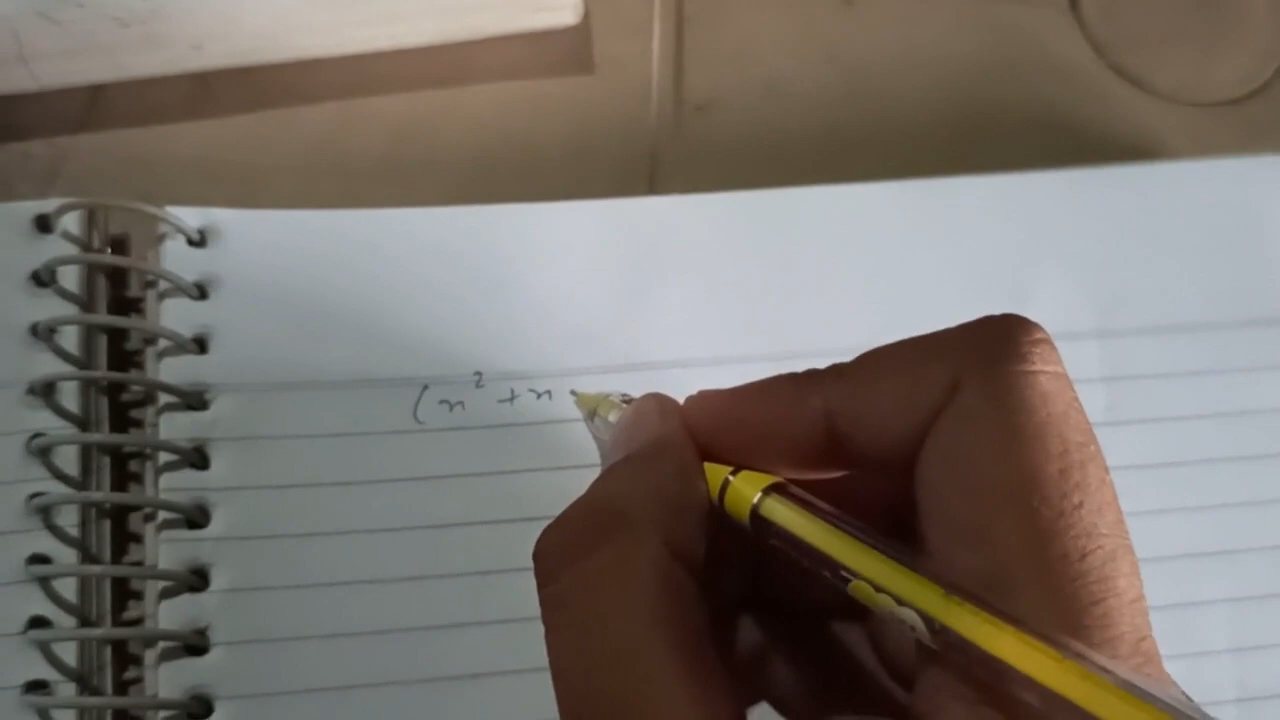 (x² + x